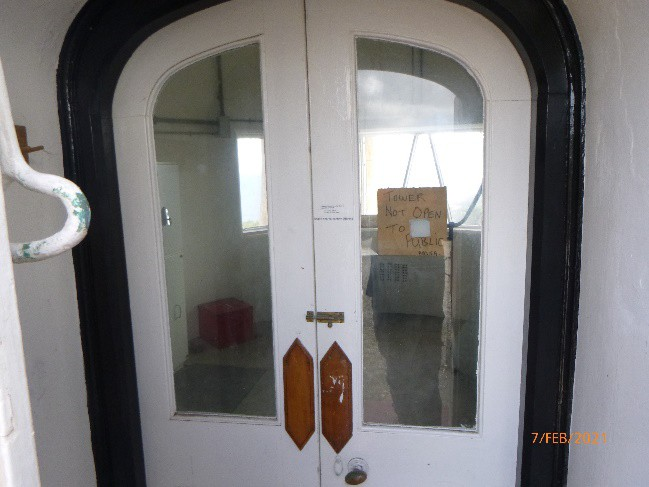 TOWER
NOT OPEN
TO
PUBLIC
7/FEB/2021